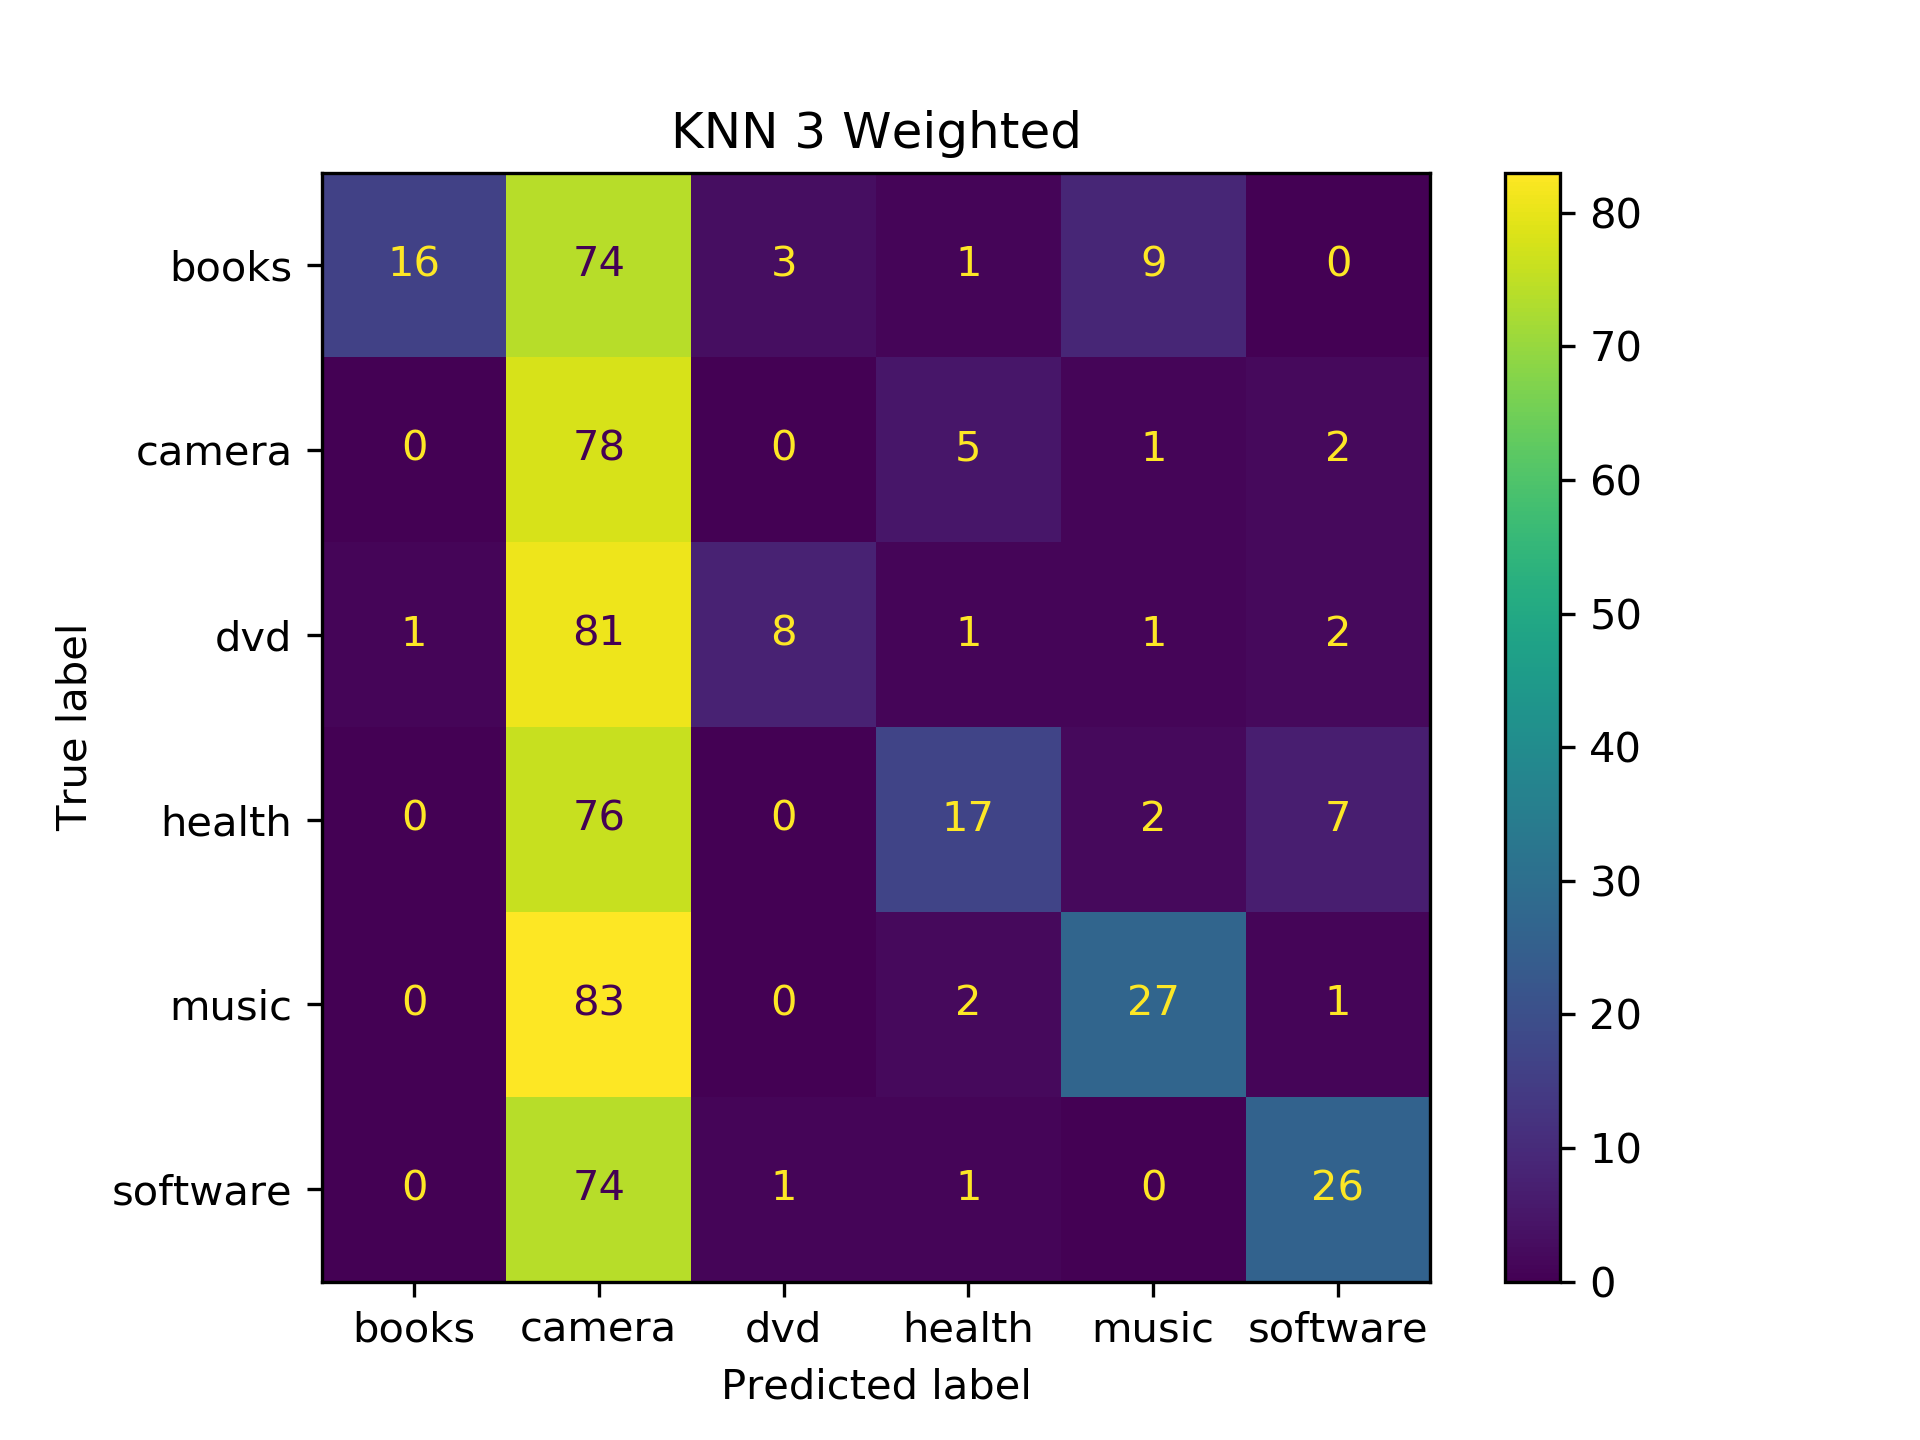 KNN 3 Weighted
books 16 74 3 1 9 0
camera 0 78 0 5 1 2
dvd 1 81 8 1 1 2
health 0 76 0 17 2 7
music 0 83 0 2 27 1
software 0 74 1 1 0 26
books camera dvd health music software
Predicted label
True label
80
70
60
50
40
30
20
10
0